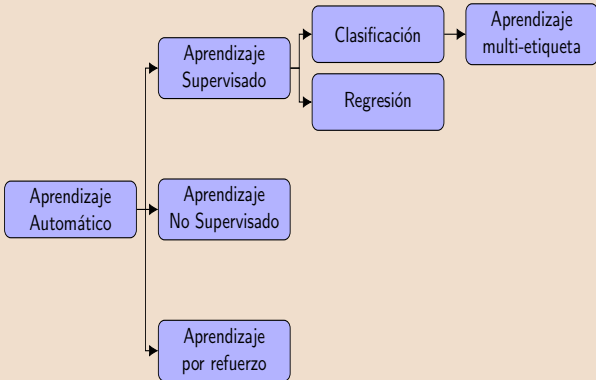 Aprendizaje
Supervisado
Clasificación
Aprendizaje
multi-etiqueta
Regresión
Aprendizaje
Automático
Aprendizaje
No Supervisado
Aprendizaje
por refuerzo